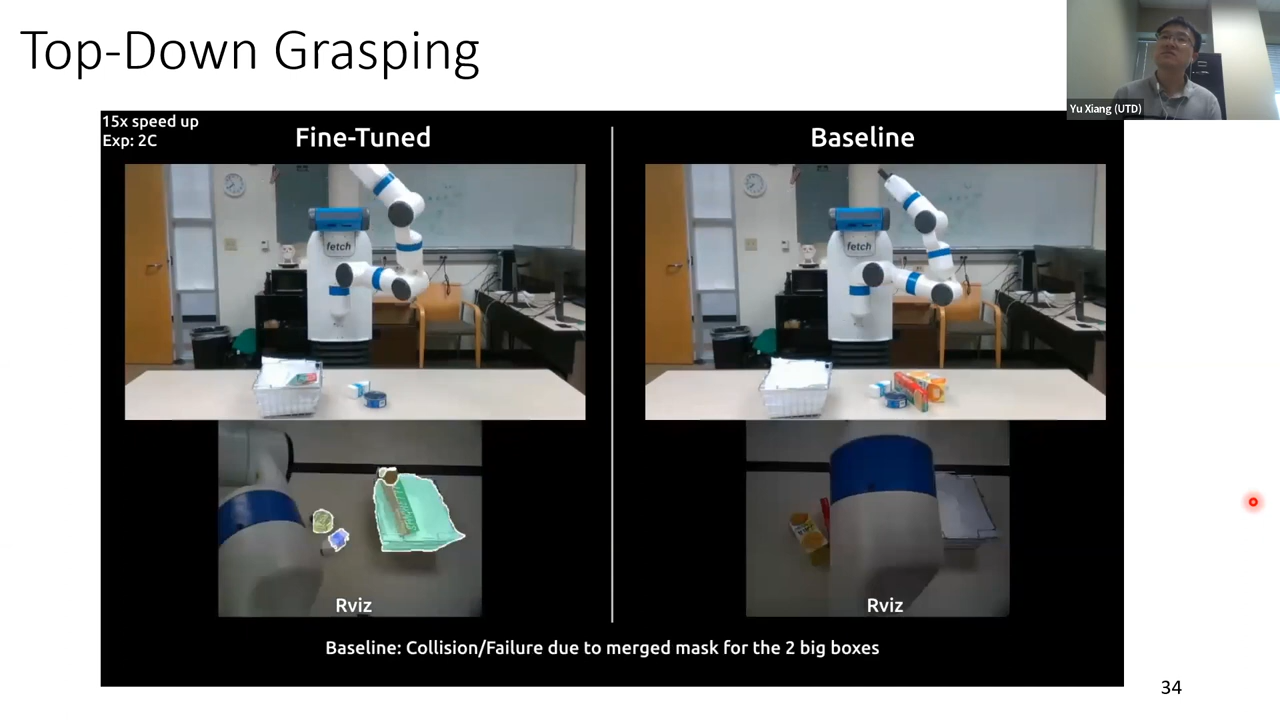 Top-Down Grasping
Yu Xiang (UTD)
15x speed up
Exp: 2C
Fine-Tuned
Baseline
fetch
fetch
Rviz
Rviz
Baseline: Collision/Failure due to merged mask for the 2 big boxes
34